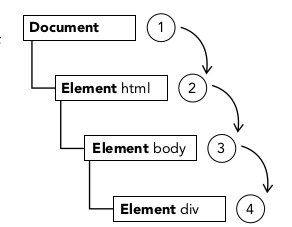 Document 1
Element html 2
Element body 3
Element div 4